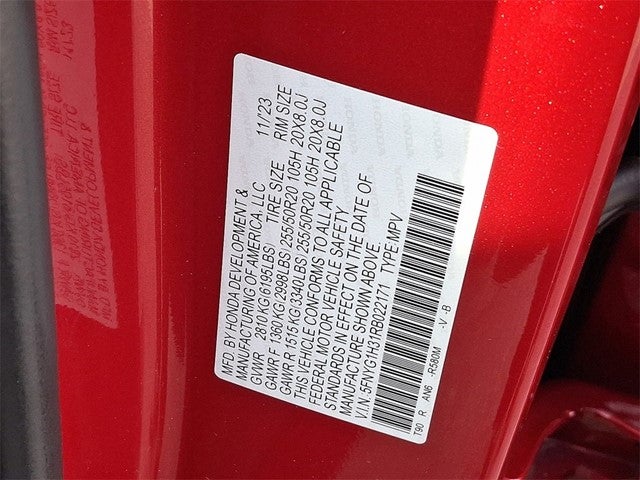 MFD BY HONDA DEVELOPMENT &
MANUFACTURING OF AMERICA, LLC 11/23
GVWR 2810 KG(6195LBS) TIRE SIZE RIM SIZE
GAWR F 1360 KG( 2998LBS) 255/50R20 105H 20X8.0J
GAWR R 1515 KG( 3340LBS) 255/50R20 105H 20X8.0J
THIS VEHICLE CONFORMS TO ALL APPLICABLE
FEDERAL MOTOR VEHICLE SAFETY
STANDARDS IN EFFECT ON THE DATE OF
MANUFACTURE SHOWN ABOVE.
V.I.N: 5FNYG1H31RB022171 TYPE:MPV
T90 R AN6 -R580M -V -B